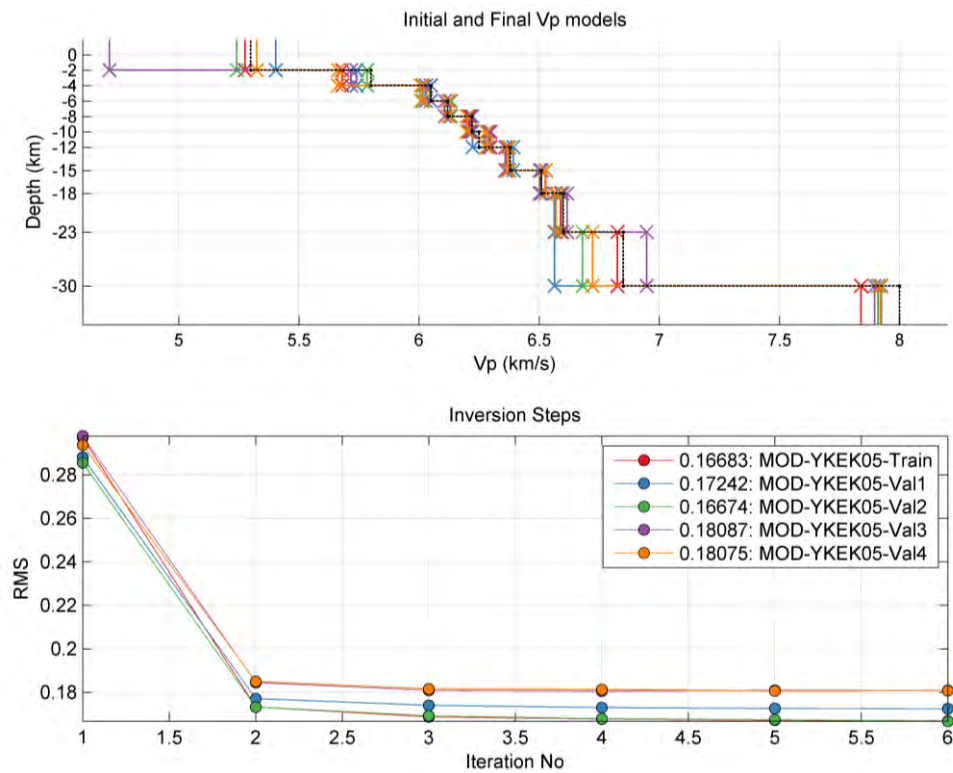 Initial and Final Vp models
0
-2
-4
-6
-8
-10
-12
-15
-18
-23
-30
Depth (km)
5 5.5 6 6.5 7 7.5 8
Vp (km/s)
Inversion Steps
0.28
0.26
0.24
0.22
0.2
0.18
RMS
0.16683: MOD-YKEK05-Train
0.17242: MOD-YKEK05-Val1
0.16674: MOD-YKEK05-Val2
0.18087: MOD-YKEK05-Val3
0.18075: MOD-YKEK05-Val4
1 1.5 2 2.5 3 3.5 4 4.5 5 5.5 6
Iteration No